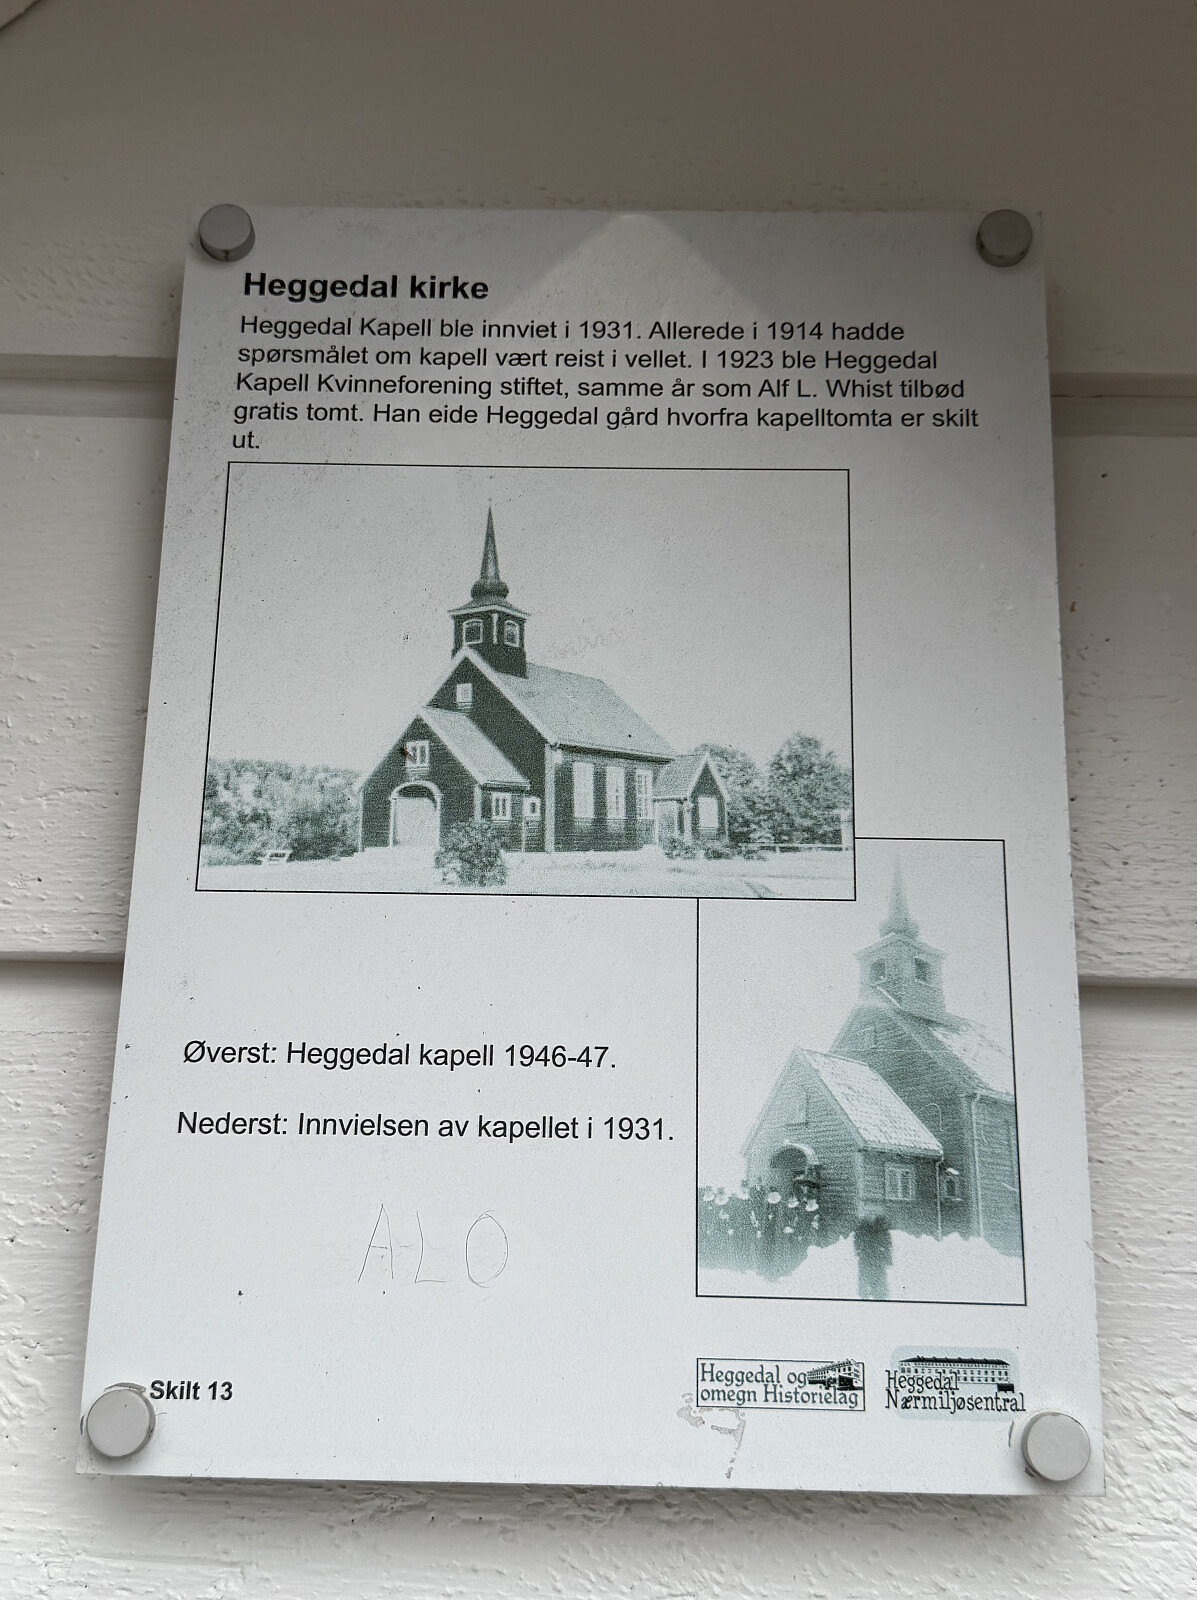 Heggedal kirke
Heggedal Kapell ble innviet i 1931. Allerede i 1914 hadde
spørsmålet om kapell vært reist i vellet. I 1923 ble Heggedal
Kapell Kvinneforening stiftet, samme år som Alf L. Whist tilbød
gratis tomt. Han eide Heggedal gård hvorfra kapelltomta er skilt
ut.
Øverst: Heggedal kapell 1946-47.
Nederst: Innvielsen av kapellet i 1931.
ALO
Skilt 13
Heggedal og
omegn Historielag
Heggedal
Nærmiljøsentral